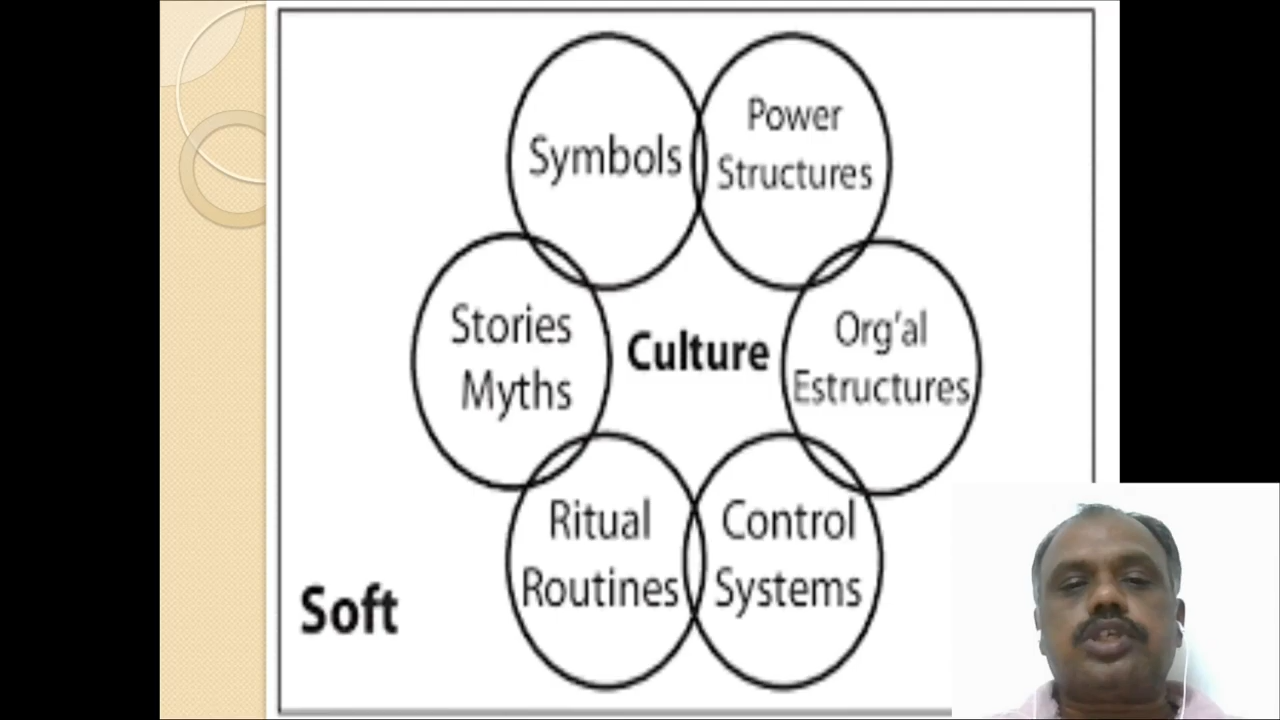 Symbols
Power
Structures
Stories
Myths
Culture
Org'al
Estructures
Ritual
Routines
Control
Systems
Soft